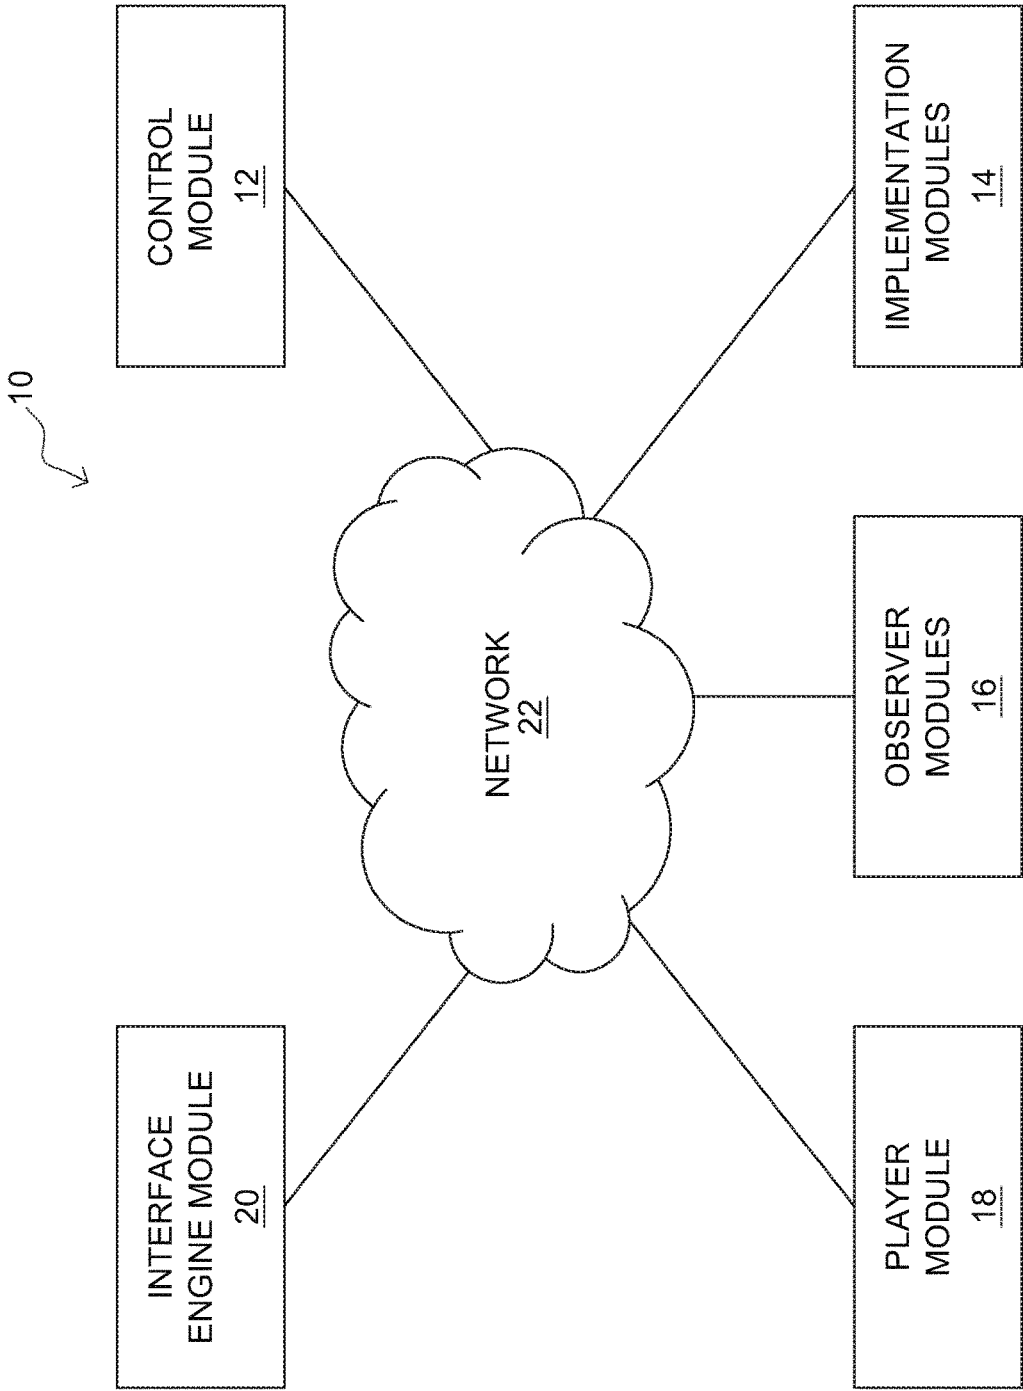 10
INTERFACE
ENGINE MODULE
20
CONTROL
MODULE
12
NETWORK
22
PLAYER
MODULE
18
OBSERVER
MODULES
16
IMPLEMENTATION
MODULES
14